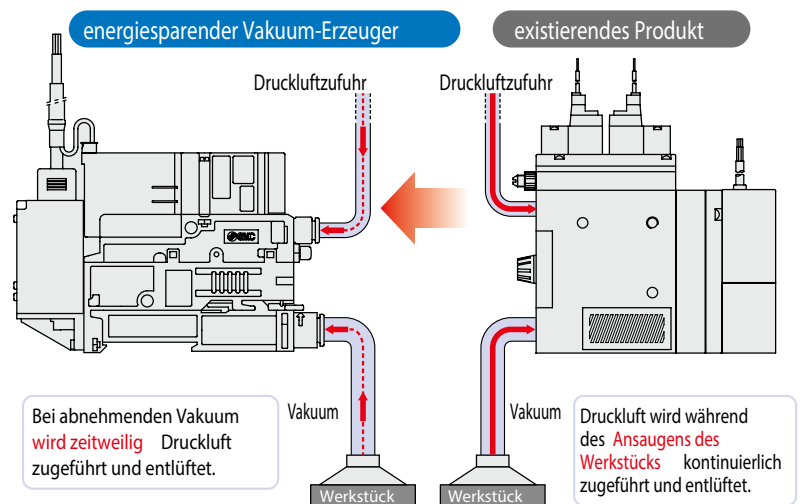 energiesparender Vakuum-Erzeuger
existierendes Produkt
Druckluftzufuhr
Druckluftzufuhr
SMC
Bei abnehmenden Vakuum
wird zeitweilig Druckluft
zugeführt und entlüftet.
Vakuum
Vakuum
Druckluft wird während
des Ansaugens des
Werkstücks kontinuierlich
zugeführt und entlüftet.
Werkstück
Werkstück